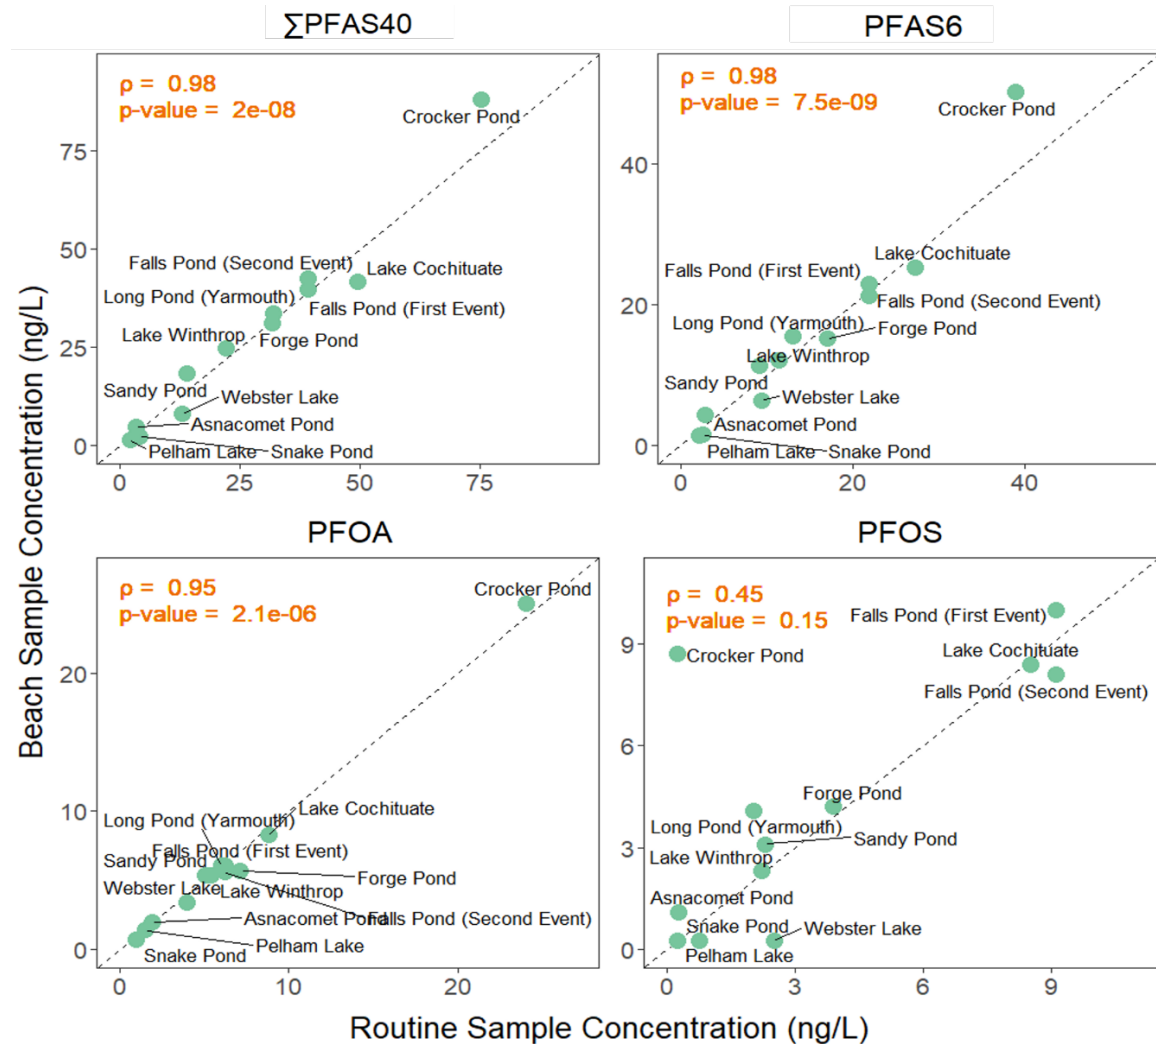 ∑PFAS40
PFAS6
ρ = 0.98
p-value = 2e-08
Crocker Pond
Falls Pond (Second Event)
Lake Cochituate
Long Pond (Yarmouth)
Falls Pond (First Event)
Lake Winthrop
Forge Pond
Sandy Pond
Webster Lake
Asnacomet Pond
Pelham Lake
Snake Pond
75
50
25
0
0
25
50
75
ρ = 0.98
p-value = 7.5e-09
Crocker Pond
Lake Cochituate
Falls Pond (First Event)
Falls Pond (Second Event)
Long Pond (Yarmouth)
Forge Pond
Lake Winthrop
Sandy Pond
Webster Lake
Asnacomet Pond
Pelham Lake
Snake Pond
40
20
0
0
20
40
PFOA
PFOS
ρ = 0.95
p-value = 2.1e-06
Crocker Pond
Lake Cochituate
Long Pond (Yarmouth)
Falls Pond (First Event)
Sandy Pond
Forge Pond
Webster Lake
Lake Winthrop
Asnacomet Pond
Falls Pond (Second Event)
Pelham Lake
Snake Pond
20
10
0
0
10
20
ρ = 0.45
p-value = 0.15
Falls Pond (First Event)
Crocker Pond
Lake Cochituate
Falls Pond (Second Event)
Forge Pond
Long Pond (Yarmouth)
Sandy Pond
Lake Winthrop
Asnacomet Pond
Snake Pond
Webster Lake
Pelham Lake
9
6
3
0
0
3
6
9
Beach Sample Concentration (ng/L)
Routine Sample Concentration (ng/L)